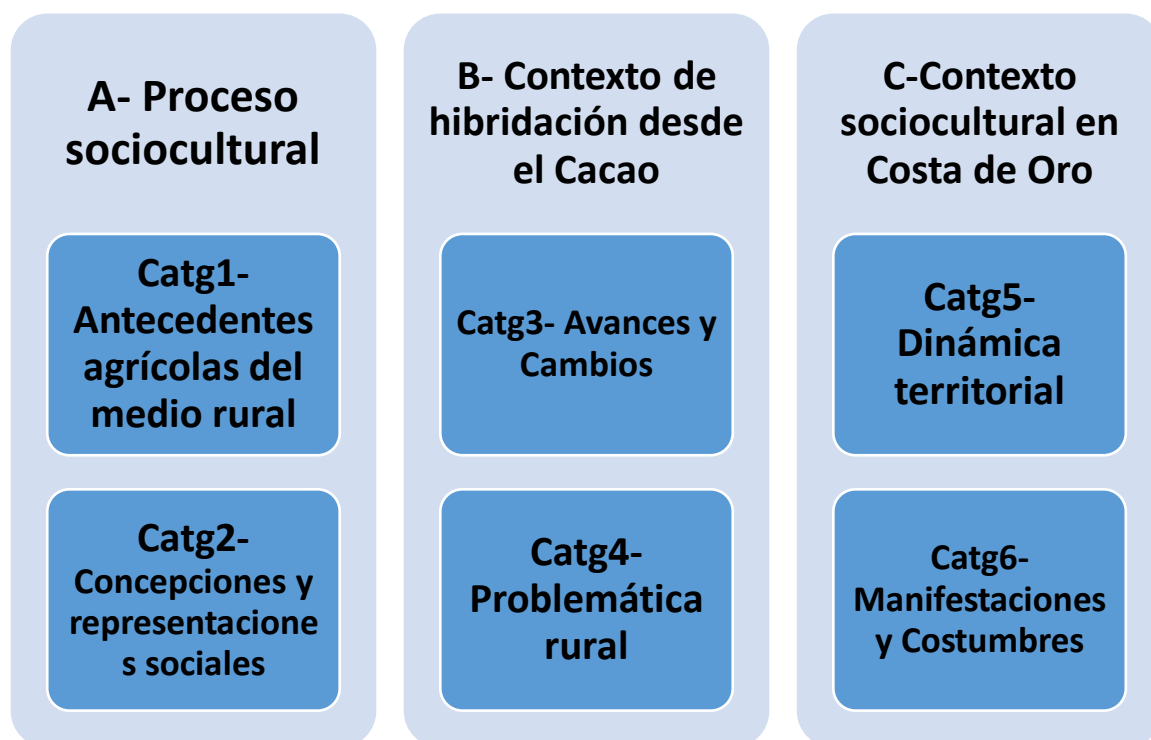 A- Proceso
sociocultural
Catg1-
Antecedentes
agrícolas del
medio rural
Catg2-
Concepciones y
representacione
s sociales
B- Contexto de
hibridación desde
el Cacao
Catg3- Avances y
Cambios
Catg4-
Problemática
rural
C-Contexto
sociocultural en
Costa de Oro
Catg5-
Dinámica
territorial
Catg6-
Manifestaciones
y Costumbres